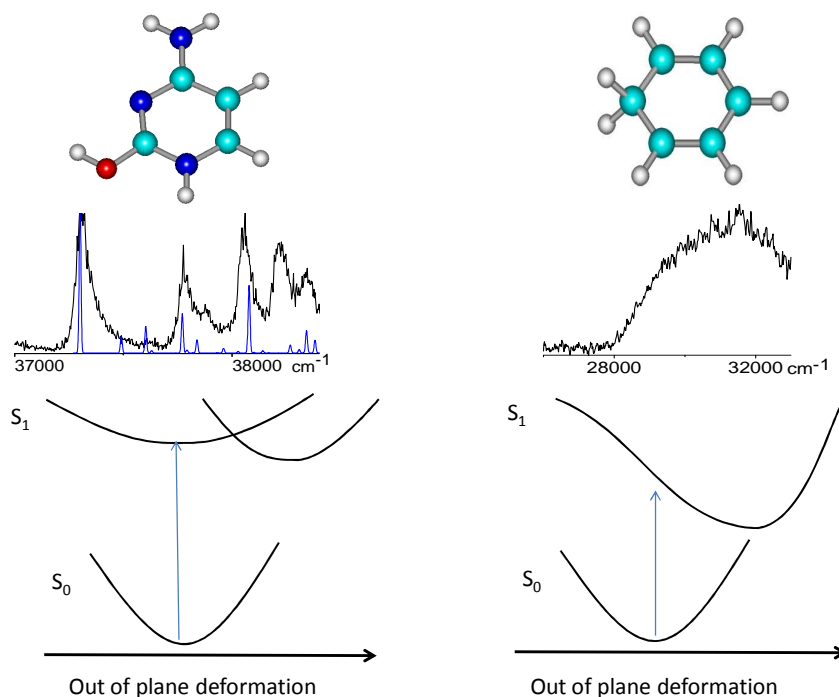 37000 38000 cm-1
28000 32000 cm-1
S1
S0
Out of plane deformation
S1
S0
Out of plane deformation